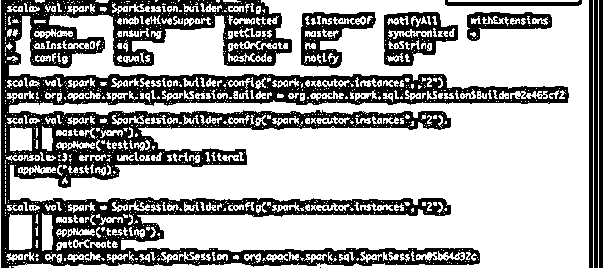 scala> val spark = SparkSession.builder.config.
!= enableHiveSupport formatted isInstanceOf notifyAll withExtensions
## appName ensuring getClass master synchronized →
+ asInstanceOf eq getOrCreate ne toString
-> config equals hashCode notify wait
scala> val spark = SparkSession.builder.config("spark.executor.instances", "2")
spark: org.apache.spark.sql.SparkSession.Builder = org.apache.spark.sql.SparkSession$Builder@2e465cf2
scala> val spark = SparkSession.builder.config("spark.executor.instances", "2").
| master("yarn").
| appName("testing).
<console>:3: error: unclosed string literal
appName("testing).
^
scala> val spark = SparkSession.builder.config("spark.executor.instances", "2").
| master("yarn").
| appName("testing").
| getOrCreate
spark: org.apache.spark.sql.SparkSession = org.apache.spark.sql.SparkSession@5b64d32c